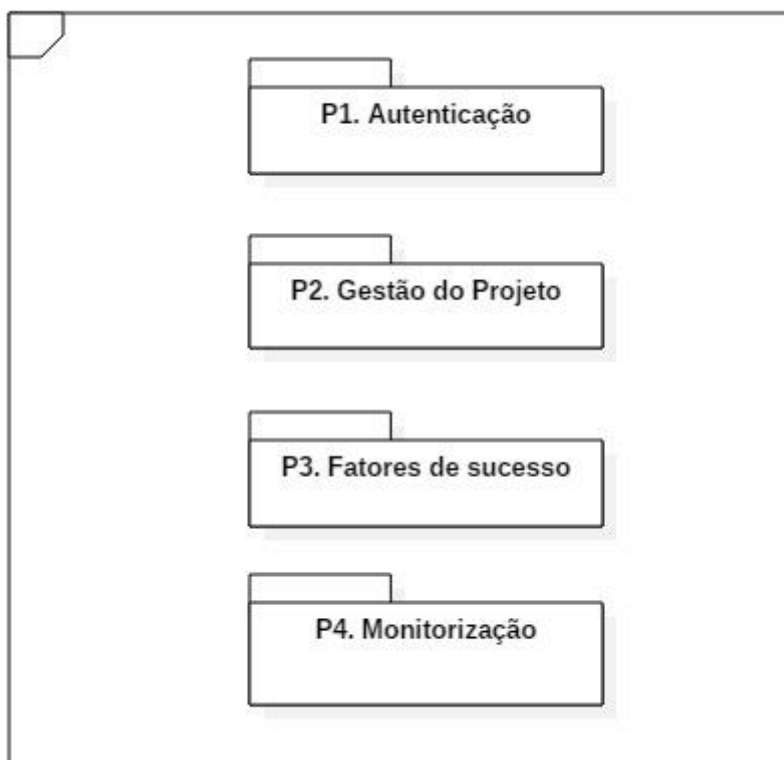 P1. Autenticação
P2. Gestão do Projeto
P3. Fatores de sucesso
P4. Monitorização